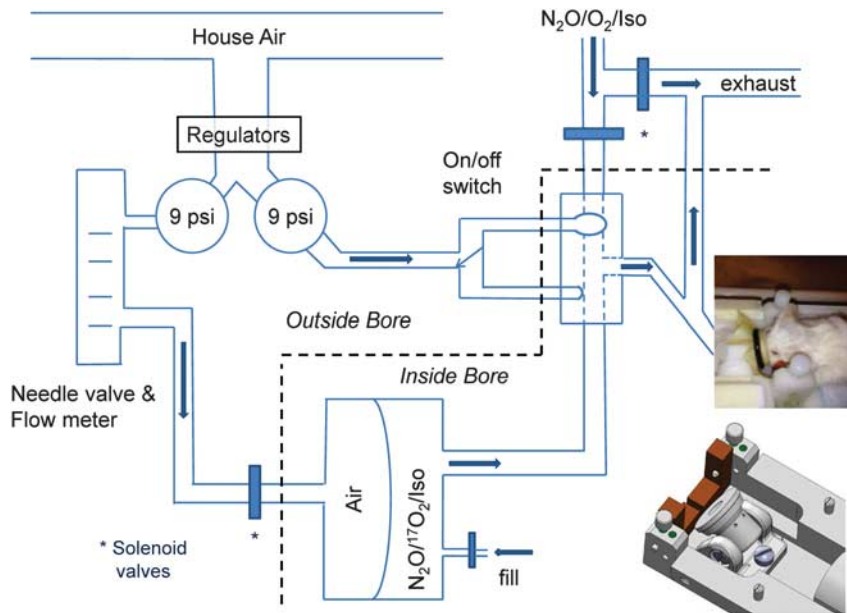 N₂O/O₂/Iso
House Air
exhaust
Regulators
*
On/off
switch
9 psi
9 psi
Outside Bore
Inside Bore
Needle valve &
Flow meter
Air
N₂O/¹⁷O₂/Iso
* Solenoid
valves
*
fill